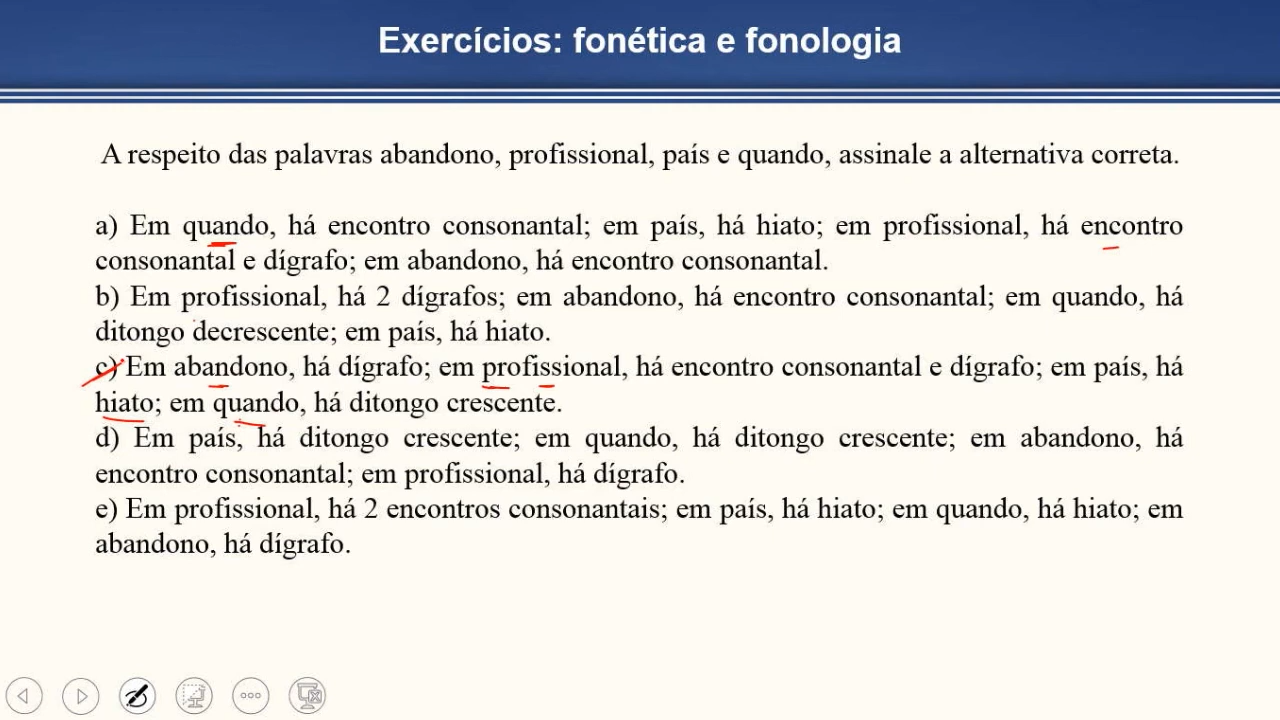 Exercícios: fonética e fonologia
A respeito das palavras abandono, profissional, país e quando, assinale a alternativa correta.
a) Em quando, há encontro consonantal; em país, há hiato; em profissional, há encontro
consonantal e dígrafo; em abandono, há encontro consonantal.
b) Em profissional, há 2 dígrafos; em abandono, há encontro consonantal; em quando, há
ditongo decrescente; em país, há hiato.
c) Em abandono, há dígrafo; em profissional, há encontro consonantal e dígrafo; em país, há
hiato; em quando, há ditongo crescente.
d) Em país, há ditongo crescente; em quando, há ditongo crescente; em abandono, há
encontro consonantal; em profissional, há dígrafo.
e) Em profissional, há 2 encontros consonantais; em país, há hiato; em quando, há hiato; em
abandono, há dígrafo.